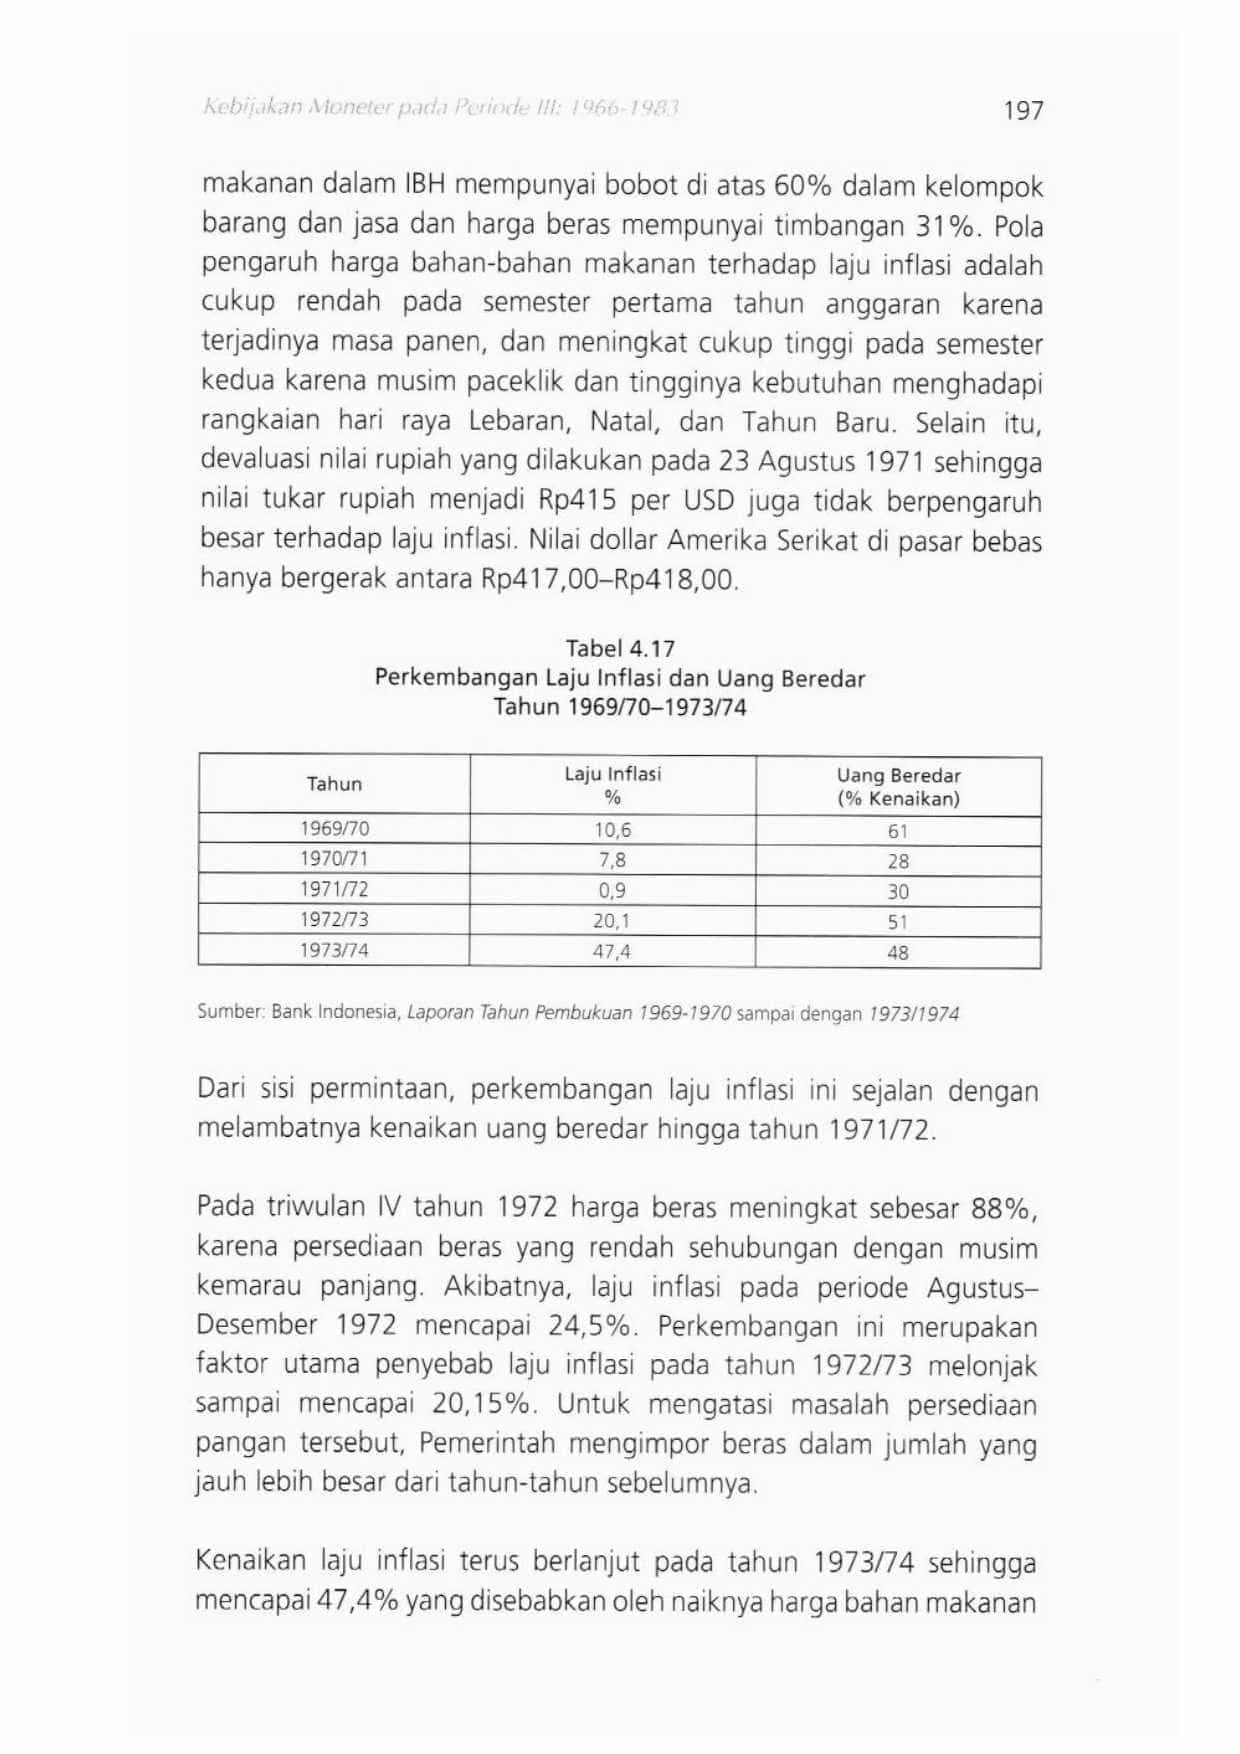 Kebijakan Moneter pada Periode III: 1966-1983 197
makanan dalam IBH mempunyai bobot di atas 60% dalam kelompok
barang dan jasa dan harga beras mempunyai timbangan 31%. Pola
pengaruh harga bahan-bahan makanan terhadap laju inflasi adalah
cukup rendah pada semester pertama tahun anggaran karena
terjadinya masa panen, dan meningkat cukup tinggi pada semester
kedua karena musim paceklik dan tingginya kebutuhan menghadapi
rangkaian hari raya Lebaran, Natal, dan Tahun Baru. Selain itu,
devaluasi nilai rupiah yang dilakukan pada 23 Agustus 1971 sehingga
nilai tukar rupiah menjadi Rp415 per USD juga tidak berpengaruh
besar terhadap laju inflasi. Nilai dollar Amerika Serikat di pasar bebas
hanya bergerak antara Rp417,00–Rp418,00.
Tabel 4.17
Perkembangan Laju Inflasi dan Uang Beredar
Tahun 1969/70–1973/74
Tahun Laju Inflasi % Uang Beredar (% Kenaikan)
1969/70 10,6 61
1970/71 7,8 28
1971/72 0,9 30
1972/73 20,1 51
1973/74 47,4 48
Sumber: Bank Indonesia, Laporan Tahun Pembukuan 1969-1970 sampai dengan 1973/1974
Dari sisi permintaan, perkembangan laju inflasi ini sejalan dengan
melambatnya kenaikan uang beredar hingga tahun 1971/72.
Pada triwulan IV tahun 1972 harga beras meningkat sebesar 88%,
karena persediaan beras yang rendah sehubungan dengan musim
kemarau panjang. Akibatnya, laju inflasi pada periode Agustus–
Desember 1972 mencapai 24,5%. Perkembangan ini merupakan
faktor utama penyebab laju inflasi pada tahun 1972/73 melonjak
sampai mencapai 20,15%. Untuk mengatasi masalah persediaan
pangan tersebut, Pemerintah mengimpor beras dalam jumlah yang
jauh lebih besar dari tahun-tahun sebelumnya.
Kenaikan laju inflasi terus berlanjut pada tahun 1973/74 sehingga
mencapai 47,4% yang disebabkan oleh naiknya harga bahan makanan